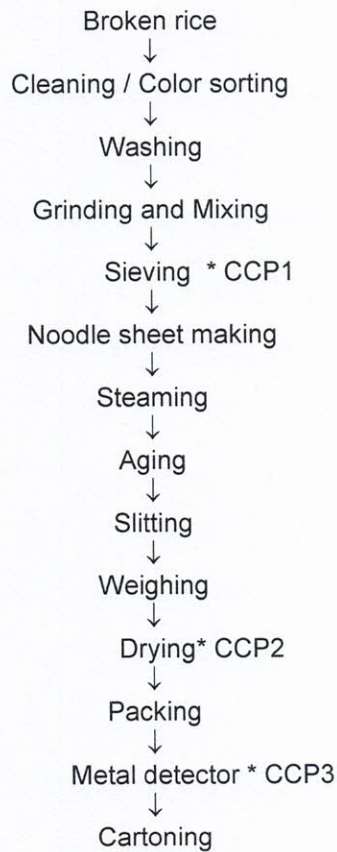 Broken rice
↓
Cleaning / Color sorting
↓
Washing
↓
Grinding and Mixing
↓
Sieving * CCP1
↓
Noodle sheet making
↓
Steaming
↓
Aging
↓
Slitting
↓
Weighing
↓
Drying* CCP2
↓
Packing
↓
Metal detector * CCP3
↓
Cartoning